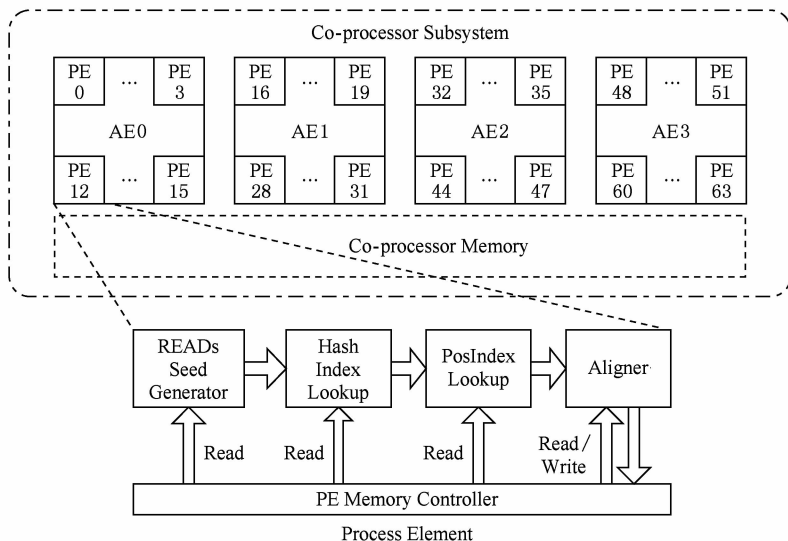 Co-processor Subsystem
PE ... PE PE ... PE PE ... PE PE ... PE
0 3 16 19 32 35 48 51
AE0 AE1 AE2 AE3
PE ... PE PE ... PE PE ... PE PE ... PE
12 15 28 31 44 47 60 63
Co-processor Memory
READs
Seed
Generator
Hash
Index
Lookup
PosIndex
Lookup
Aligner
Read
Read
Read
Read/
Write
PE Memory Controller
Process Element